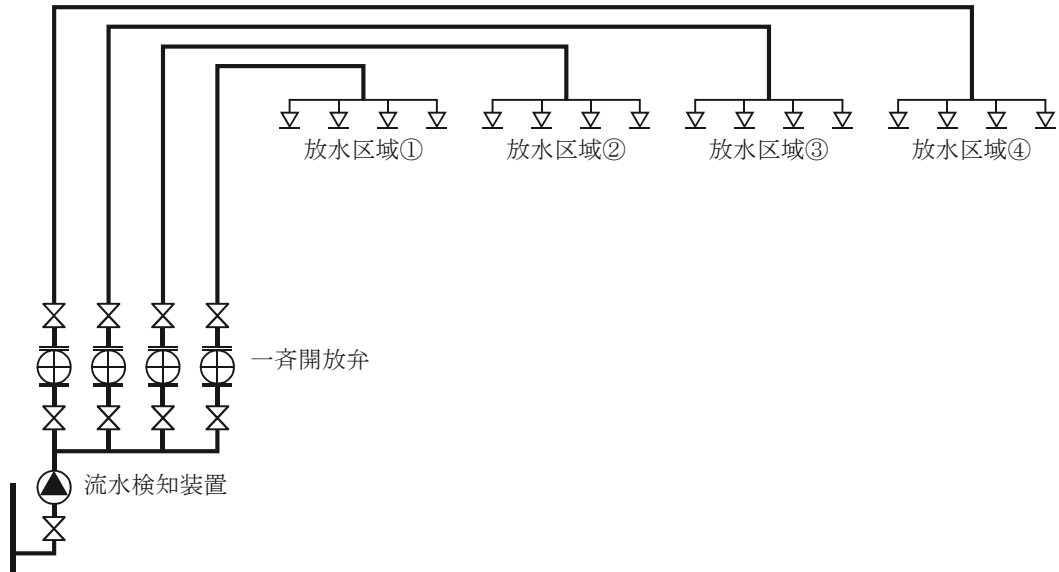 放水区域①
放水区域②
放水区域③
放水区域④
一斉開放弁
流水検知装置